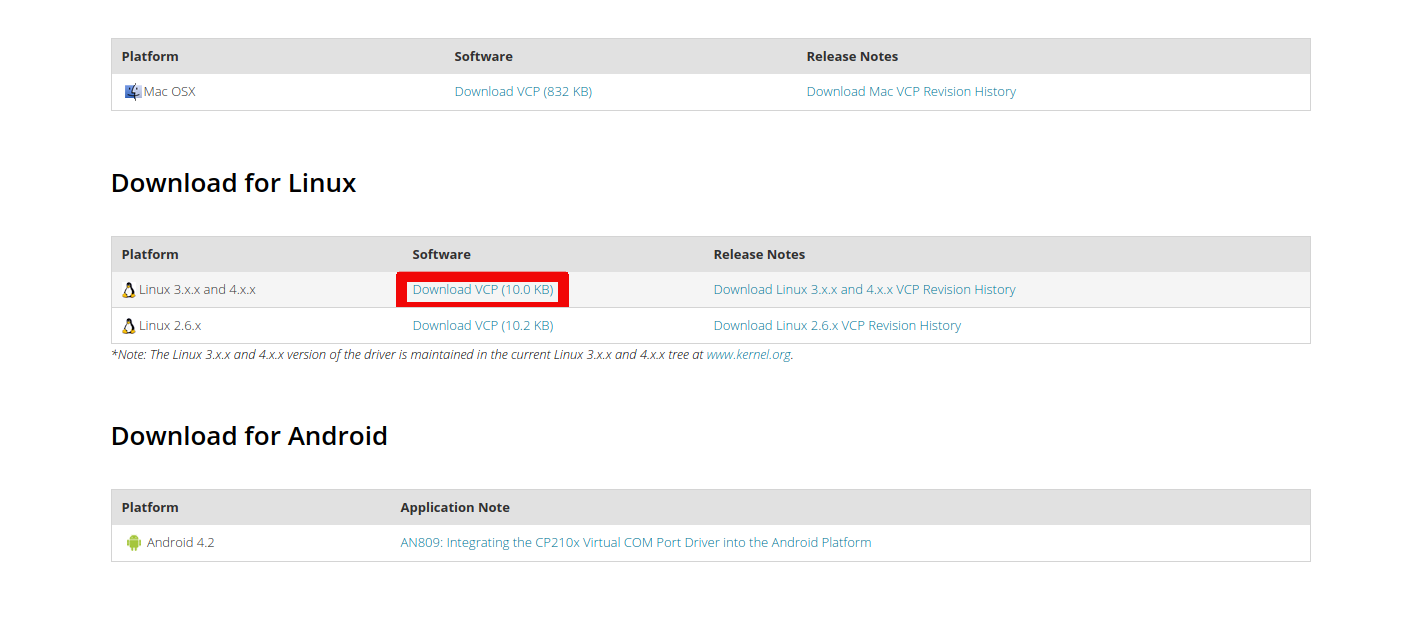 Platform Software Release Notes
Mac OSX Download VCP (832 KB) Download Mac VCP Revision History
Download for Linux
Platform Software Release Notes
Linux 3.x.x and 4.x.x Download VCP (10.0 KB) Download Linux 3.x.x and 4.x.x VCP Revision History
Linux 2.6.x Download VCP (10.2 KB) Download Linux 2.6.x VCP Revision History
*Note: The Linux 3.x.x and 4.x.x version of the driver is maintained in the current Linux 3.x.x and 4.x.x tree at www.kernel.org.
Download for Android
Platform Application Note
Android 4.2 AN809: Integrating the CP210x Virtual COM Port Driver into the Android Platform